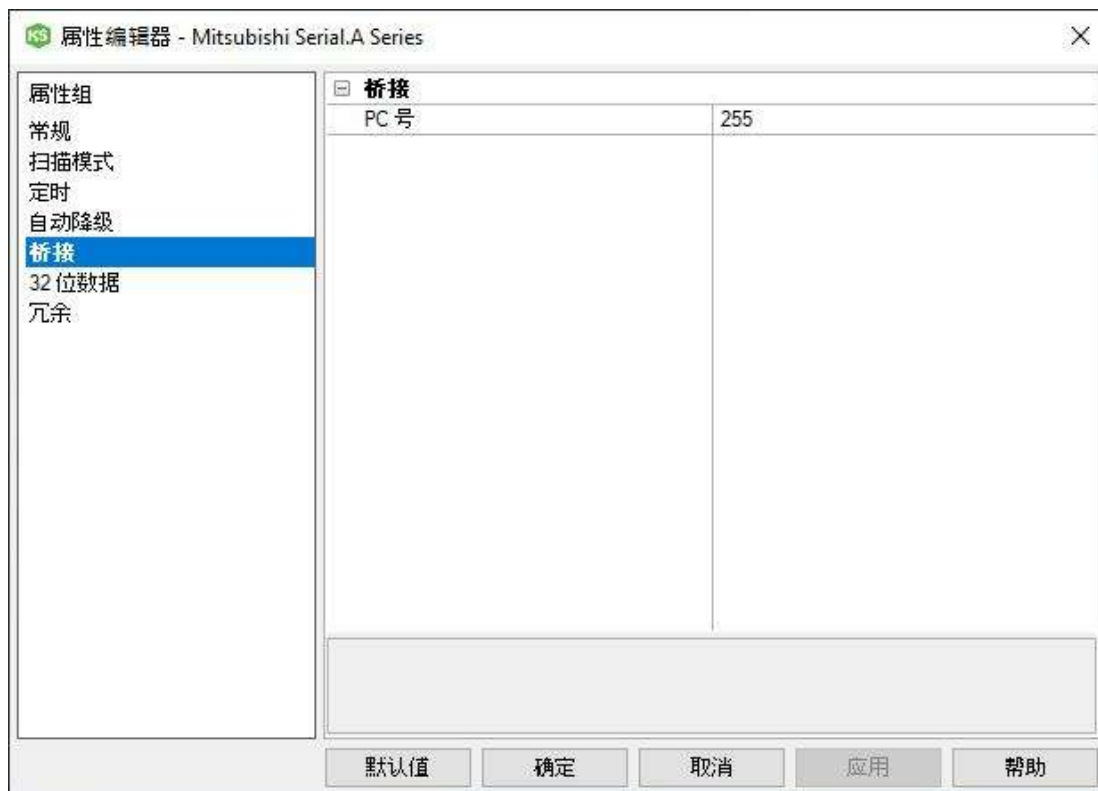 KS 属性编辑器 - Mitsubishi Serial.A Series
属性组
常规
扫描模式
定时
自动降级
桥接
32 位数据
冗余
桥接
PC 号 255
默认值 确定 取消 应用 帮助